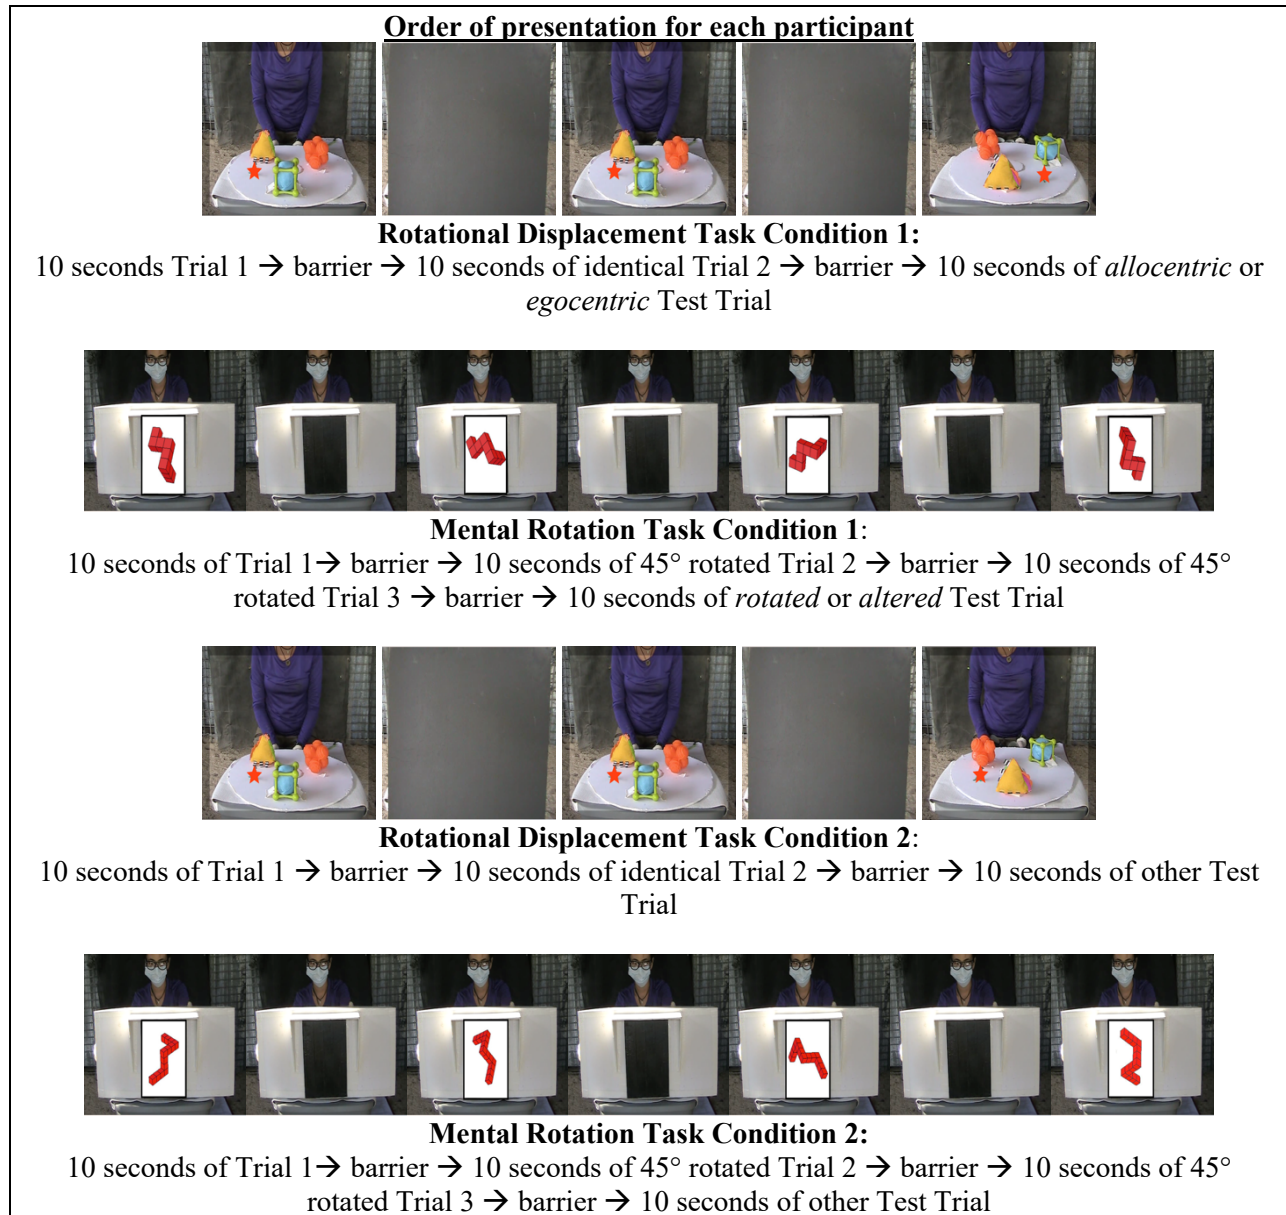 Order of presentation for each participant
Rotational Displacement Task Condition 1:
10 seconds Trial 1 → barrier → 10 seconds of identical Trial 2 → barrier → 10 seconds of allocentric or
egocentric Test Trial
Mental Rotation Task Condition 1:
10 seconds of Trial 1→ barrier → 10 seconds of 45° rotated Trial 2 → barrier → 10 seconds of 45°
rotated Trial 3 → barrier → 10 seconds of rotated or altered Test Trial
Rotational Displacement Task Condition 2:
10 seconds of Trial 1 → barrier → 10 seconds of identical Trial 2 → barrier → 10 seconds of other Test
Trial
Mental Rotation Task Condition 2:
10 seconds of Trial 1→ barrier → 10 seconds of 45° rotated Trial 2 → barrier → 10 seconds of 45°
rotated Trial 3 → barrier → 10 seconds of other Test Trial